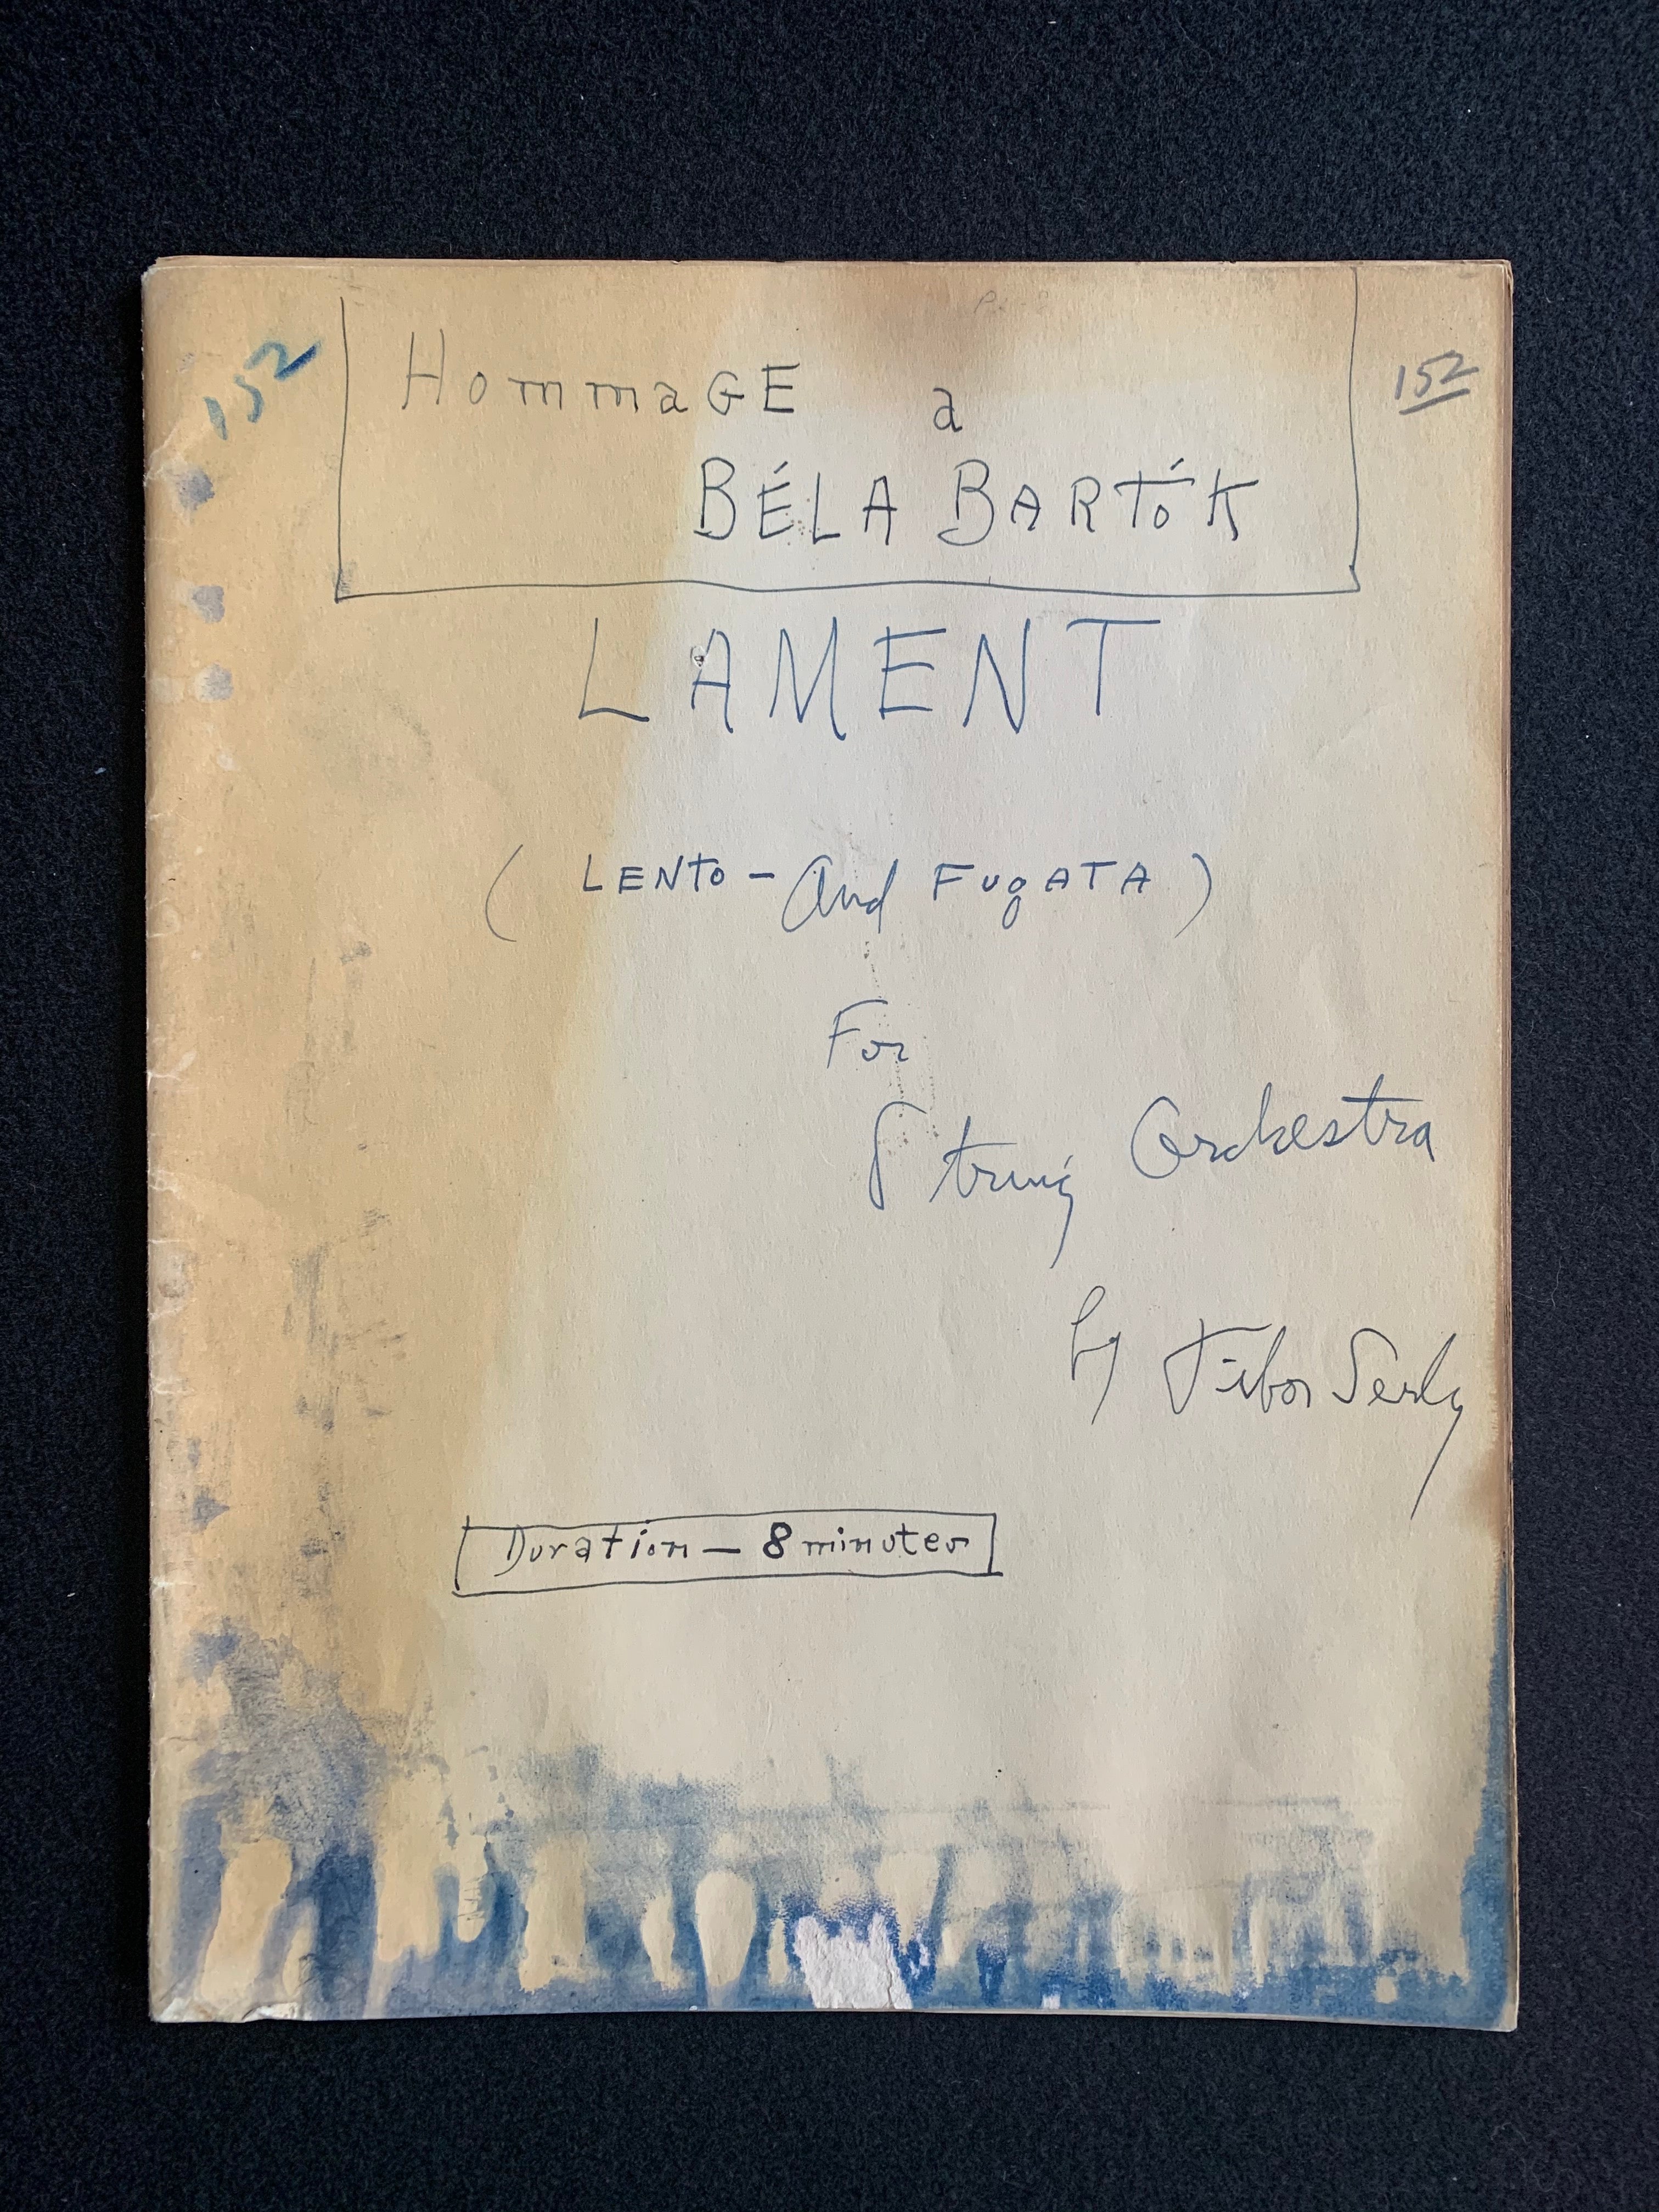 152
152
HommaGE a
BÉLA BARTÓK
LAMENT
( LENTO - And FUgATA )
For
String Orchestra
by Tibor Serly
Duration - 8 minutes